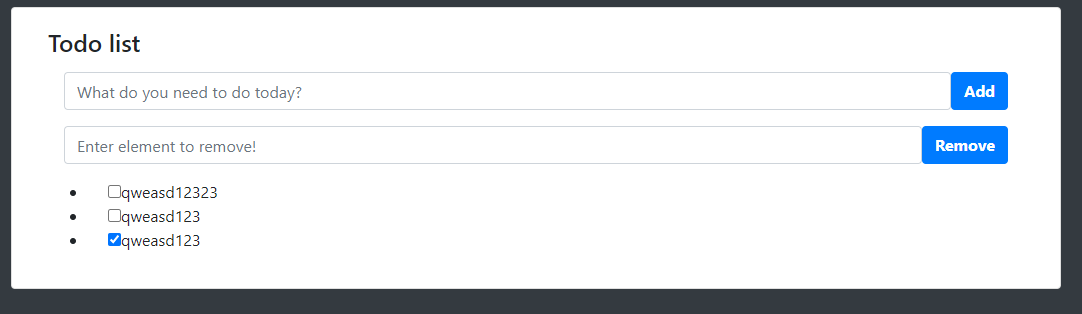 Todo list
What do you need to do today?
Add
Enter element to remove!
Remove
qweasd12323
qweasd123
qweasd123